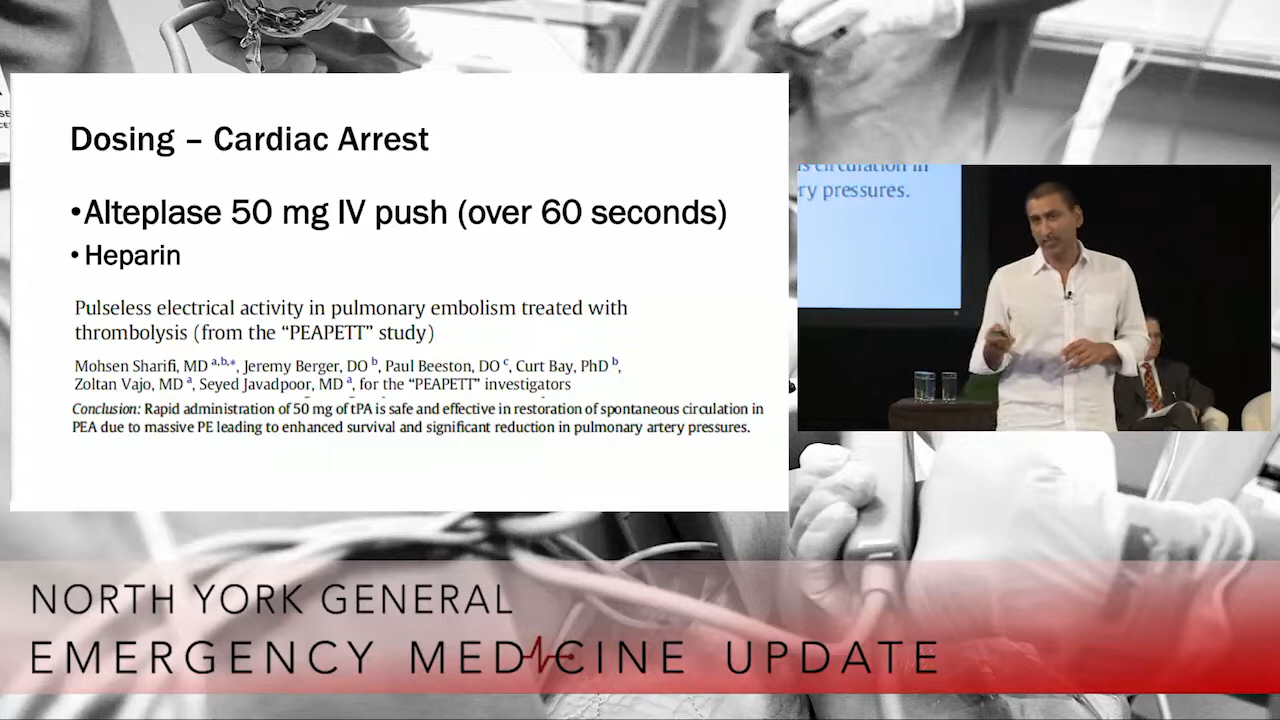 Dosing – Cardiac Arrest
•Alteplase 50 mg IV push (over 60 seconds)
•Heparin
Pulseless electrical activity in pulmonary embolism treated with
thrombolysis (from the “PEAPETT” study)
Mohsen Sharifi, MD a,b,*, Jeremy Berger, DO b, Paul Beeston, DO c, Curt Bay, PhD b,
Zoltan Vajo, MD a, Seyed Javadpoor, MD a, for the “PEAPETT” investigators
Conclusion: Rapid administration of 50 mg of tPA is safe and effective in restoration of spontaneous circulation in
PEA due to massive PE leading to enhanced survival and significant reduction in pulmonary artery pressures.
is circulation in
ry pressures.
NORTH YORK GENERAL
EMERGENCY MEDICINE UPDATE